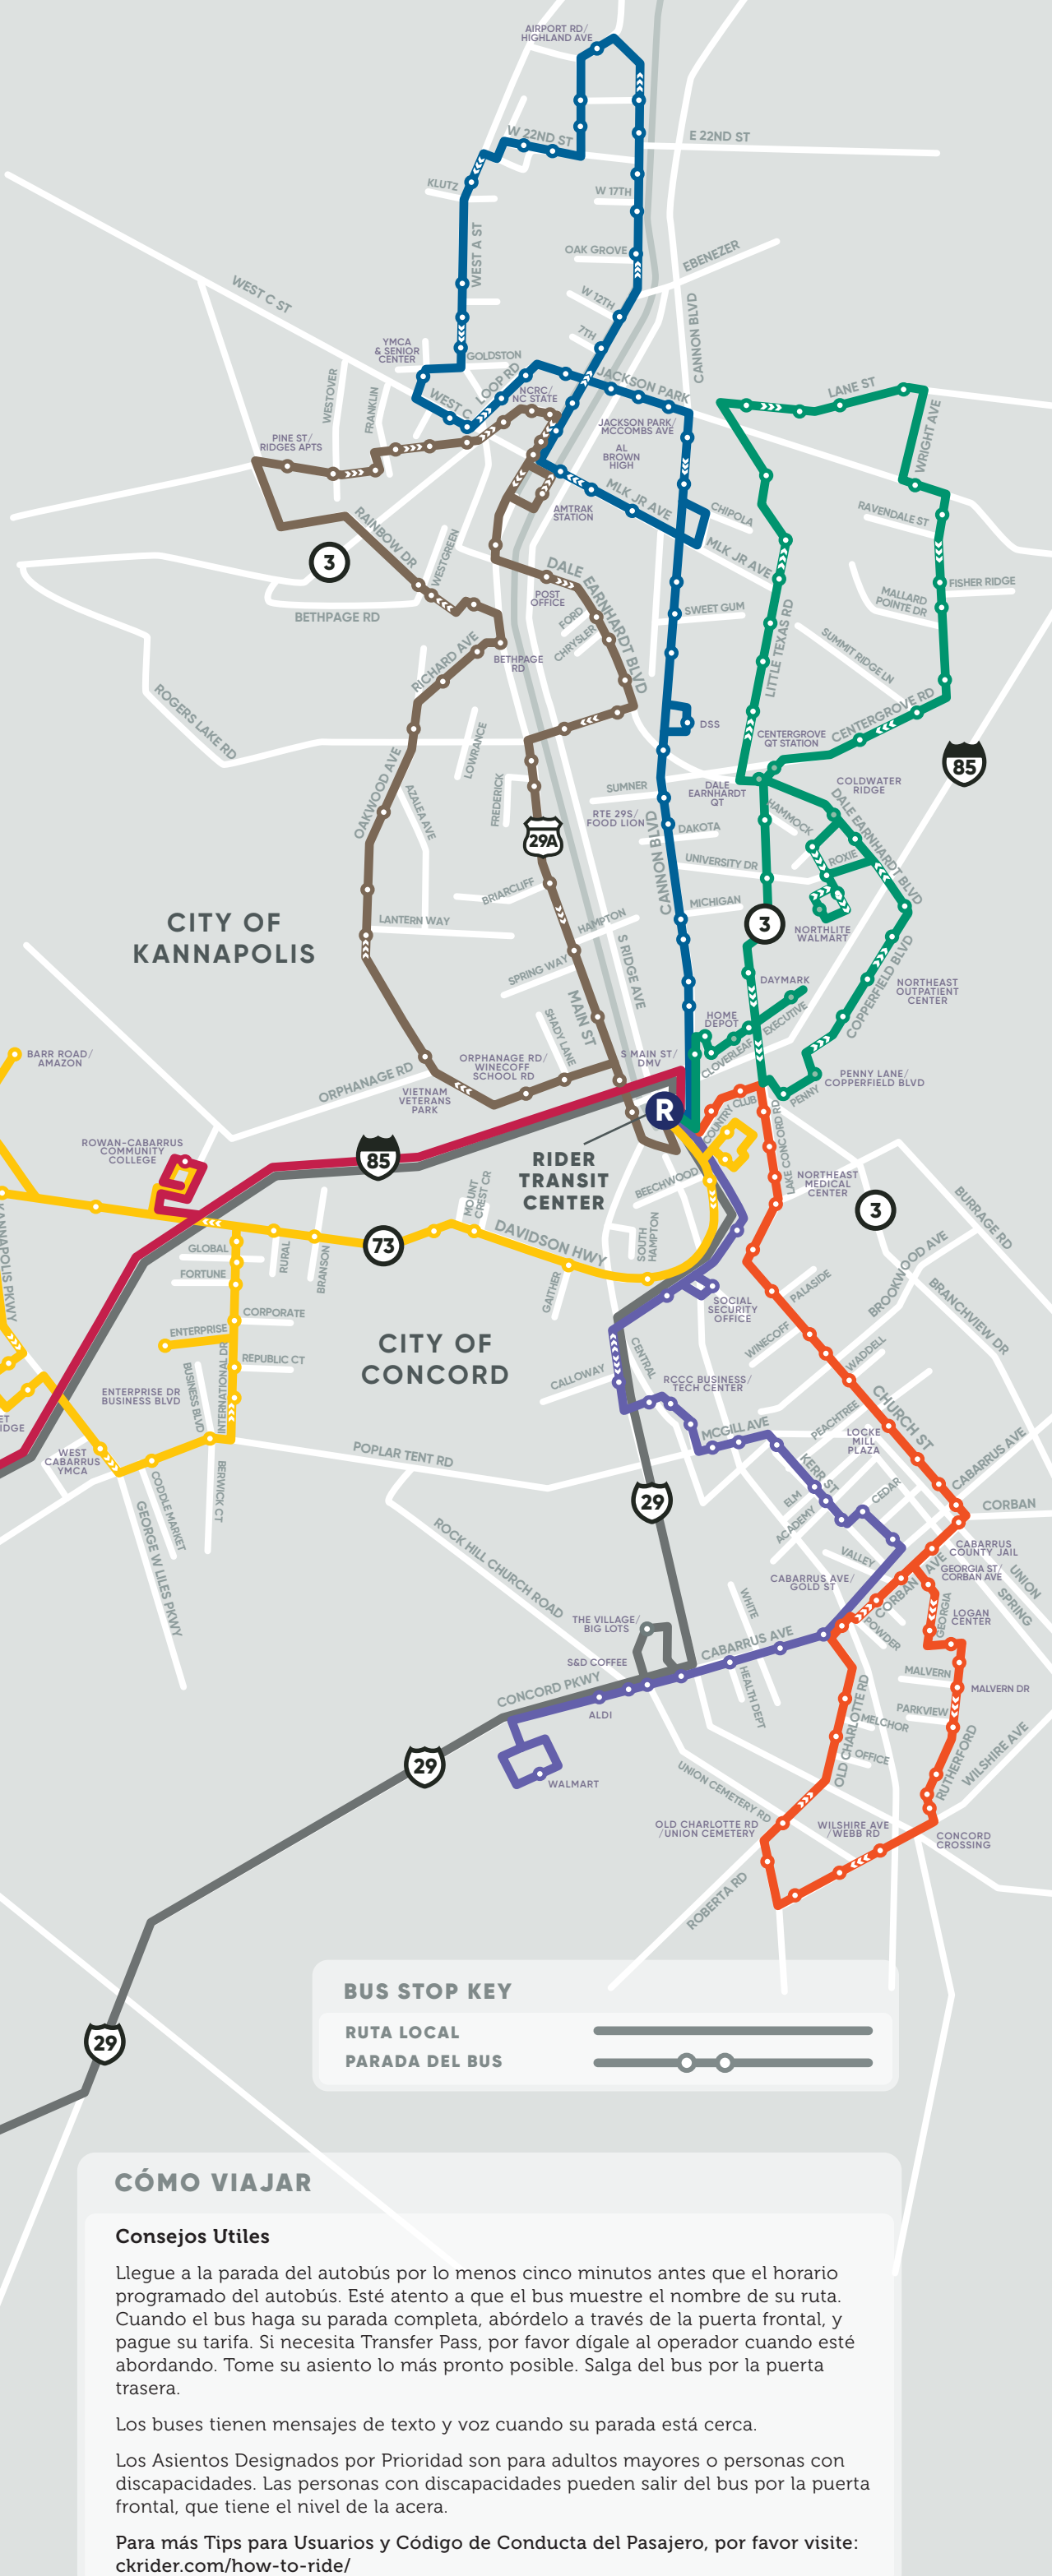 AIRPORT RD/
HIGHLAND AVE
W 22ND ST
E 22ND ST
KLUTZ
W 17TH
WEST A ST
OAK GROVE
EBENEZER
WEST C ST
W 12TH
CANNON BLVD
7TH
YMCA
& SENIOR
CENTER
GOLDSTON
LOOP RD
JACKSON PARK
LANE ST
WESTOVER
FRANKLIN
WEST C
NCRC/
NC STATE
WRIGHT AVE
JACKSON PARK/
MCCOMBS AVE
PINE ST/
RIDGES APTS
AL
BROWN
HIGH
MLK JR AVE
AMTRAK
STATION
CHIPOLA
RAVENDALE ST
RAINBOW DR
WESTGREEN
MLK JR AVE
3
DALE EARNHARDT BLVD
FISHER RIDGE
POST
OFFICE
MALLARD
POINTE DR
BETHPAGE RD
FORD
CHRYSLER
SWEET GUM
LITTLE TEXAS RD
SUMMIT RIDGE LN
RICHARD AVE
BETHPAGE
RD
ROGERS LAKE RD
CENTERGROVE RD
DSS
LOWRANCE
CENTERGROVE
QT STATION
85
OAKWOOD AVE
AZALEA AVE
FREDERICK
SUMNER
DALE
EARNHARDT
QT
COLDWATER
RIDGE
HAMMOCK
DALE EARNHARDT BLVD
RTE 29S/
FOOD LION
CANNON BLVD
DAKOTA
29A
ROXIE
UNIVERSITY DR
BRIARCLIFF
MICHIGAN
CITY OF
KANNAPOLIS
LANTERN WAY
HAMPTON
3
NORTHLITE
WALMART
S RIDGE AVE
SPRING WAY
COPPERFIELD BLVD
DAYMARK
NORTHEAST
OUTPATIENT
CENTER
MAIN ST
SHADY LANE
HOME
DEPOT
EXECUTIVE
BARR ROAD/
AMAZON
ORPHANAGE RD
ORPHANAGE RD/
WINECOFF
SCHOOL RD
S MAIN ST/
DMV
CLOVERLEAF
PENNY LANE/
COPPERFIELD BLVD
VIETNAM
VETERANS
PARK
PENNY
R
COUNTRY CLUB
LAKE CONCORD RD
ROWAN-CABARRUS
COMMUNITY
COLLEGE
85
RIDER
TRANSIT
CENTER
BEECHWOOD
NORTHEAST
MEDICAL
CENTER
KANNAPOLIS PKWY
MOUNT
CREST CR
3
BURRAGE RD
DAVIDSON HWY
SOUTH
HAMPTON
GLOBAL
RURAL
BRANSON
73
BROOKWOOD AVE
FORTUNE
GAITHER
PALASIDE
BRANCHVIEW DR
CORPORATE
SOCIAL
SECURITY
OFFICE
ENTERPRISE
CITY OF
CONCORD
WINECOFF
WADDELL
REPUBLIC CT
CENTRAL
BUSINESS BLVD
INTERNATIONAL DR
CALLOWAY
RCCC BUSINESS/
TECH CENTER
ENTERPRISE DR
BUSINESS BLVD
CHURCH ST
PEACHTREE
MCGILL AVE
LOCKE
MILL
PLAZA
WEST
CABARRUS
YMCA
POPLAR TENT RD
CABARRUS AVE
KERR ST
CODDLE MARKET
BERWICK CT
29
ELM
CEDAR
CORBAN
GEORGE W LILES PKWY
ROCK HILL CHURCH ROAD
ACADEMY
CABARRUS
COUNTY JAIL
VALLEY
CABARRUS AVE/
GOLD ST
CORBAN AVE
GEORGIA ST/
CORBAN AVE
UNION
SPRING
WHITE
GEORGIA
LOGAN
CENTER
THE VILLAGE/
BIG LOTS
POWDER
S&D COFFEE
CABARRUS AVE
HEALTH DEPT
MALVERN
MALVERN DR
CONCORD PKWY
OLD CHARLOTTE RD
PARKVIEW
ALDI
MELCHOR
OFFICE
WILSHIRE AVE
29
RUTHERFORD
WALMART
UNION CEMETERY RD
OLD CHARLOTTE RD
/UNION CEMETERY
WILSHIRE AVE
/WEBB RD
CONCORD
CROSSING
ROBERTA RD
BUS STOP KEY
RUTA LOCAL
PARADA DEL BUS
29
CÓMO VIAJAR
Consejos Utiles
Llegue a la parada del autobús por lo menos cinco minutos antes que el horario
programado del autobús. Esté atento a que el bus muestre el nombre de su ruta.
Cuando el bus haga su parada completa, abórdelo a través de la puerta frontal, y
pague su tarifa. Si necesita Transfer Pass, por favor dígale al operador cuando esté
abordando. Tome su asiento lo más pronto posible. Salga del bus por la puerta
trasera.
Los buses tienen mensajes de texto y voz cuando su parada está cerca.
Los Asientos Designados por Prioridad son para adultos mayores o personas con
discapacidades. Las personas con discapacidades pueden salir del bus por la puerta
frontal, que tiene el nivel de la acera.
Para más Tips para Usuarios y Código de Conducta del Pasajero, por favor visite:
ckrider.com/how-to-ride/